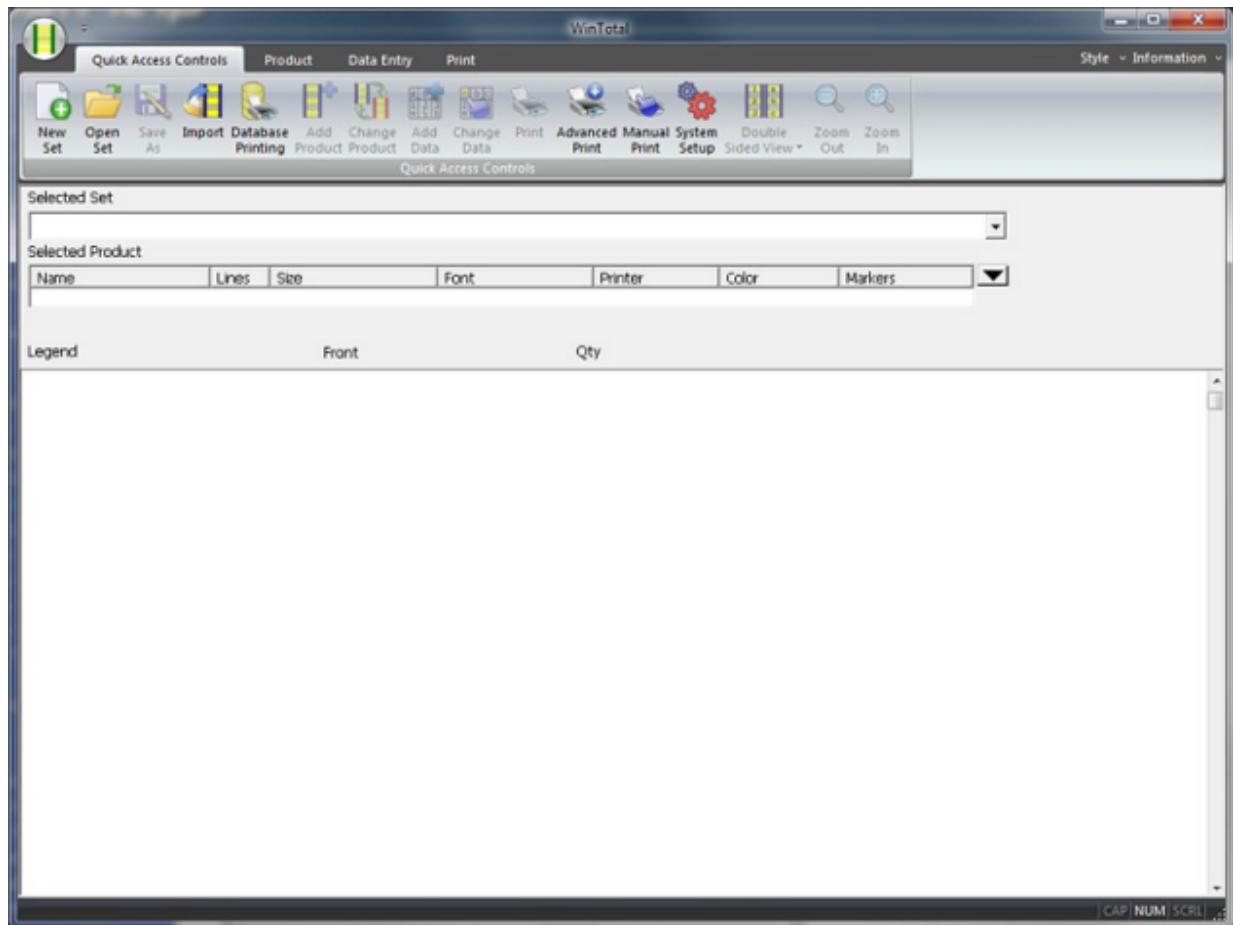 WinTotal
Quick Access Controls Product Data Entry Print Style Information
New Open Save Import Database Add Change Add Change Print Advanced Manual System Double Zoom Zoom
Set Set As Printing Product Product Data Data Print Print Setup Sided View Out In
Quick Access Controls
Selected Set
Selected Product
Name Lines Size Font Printer Color Markers
Legend Front Qty
CAP NUM SCRL